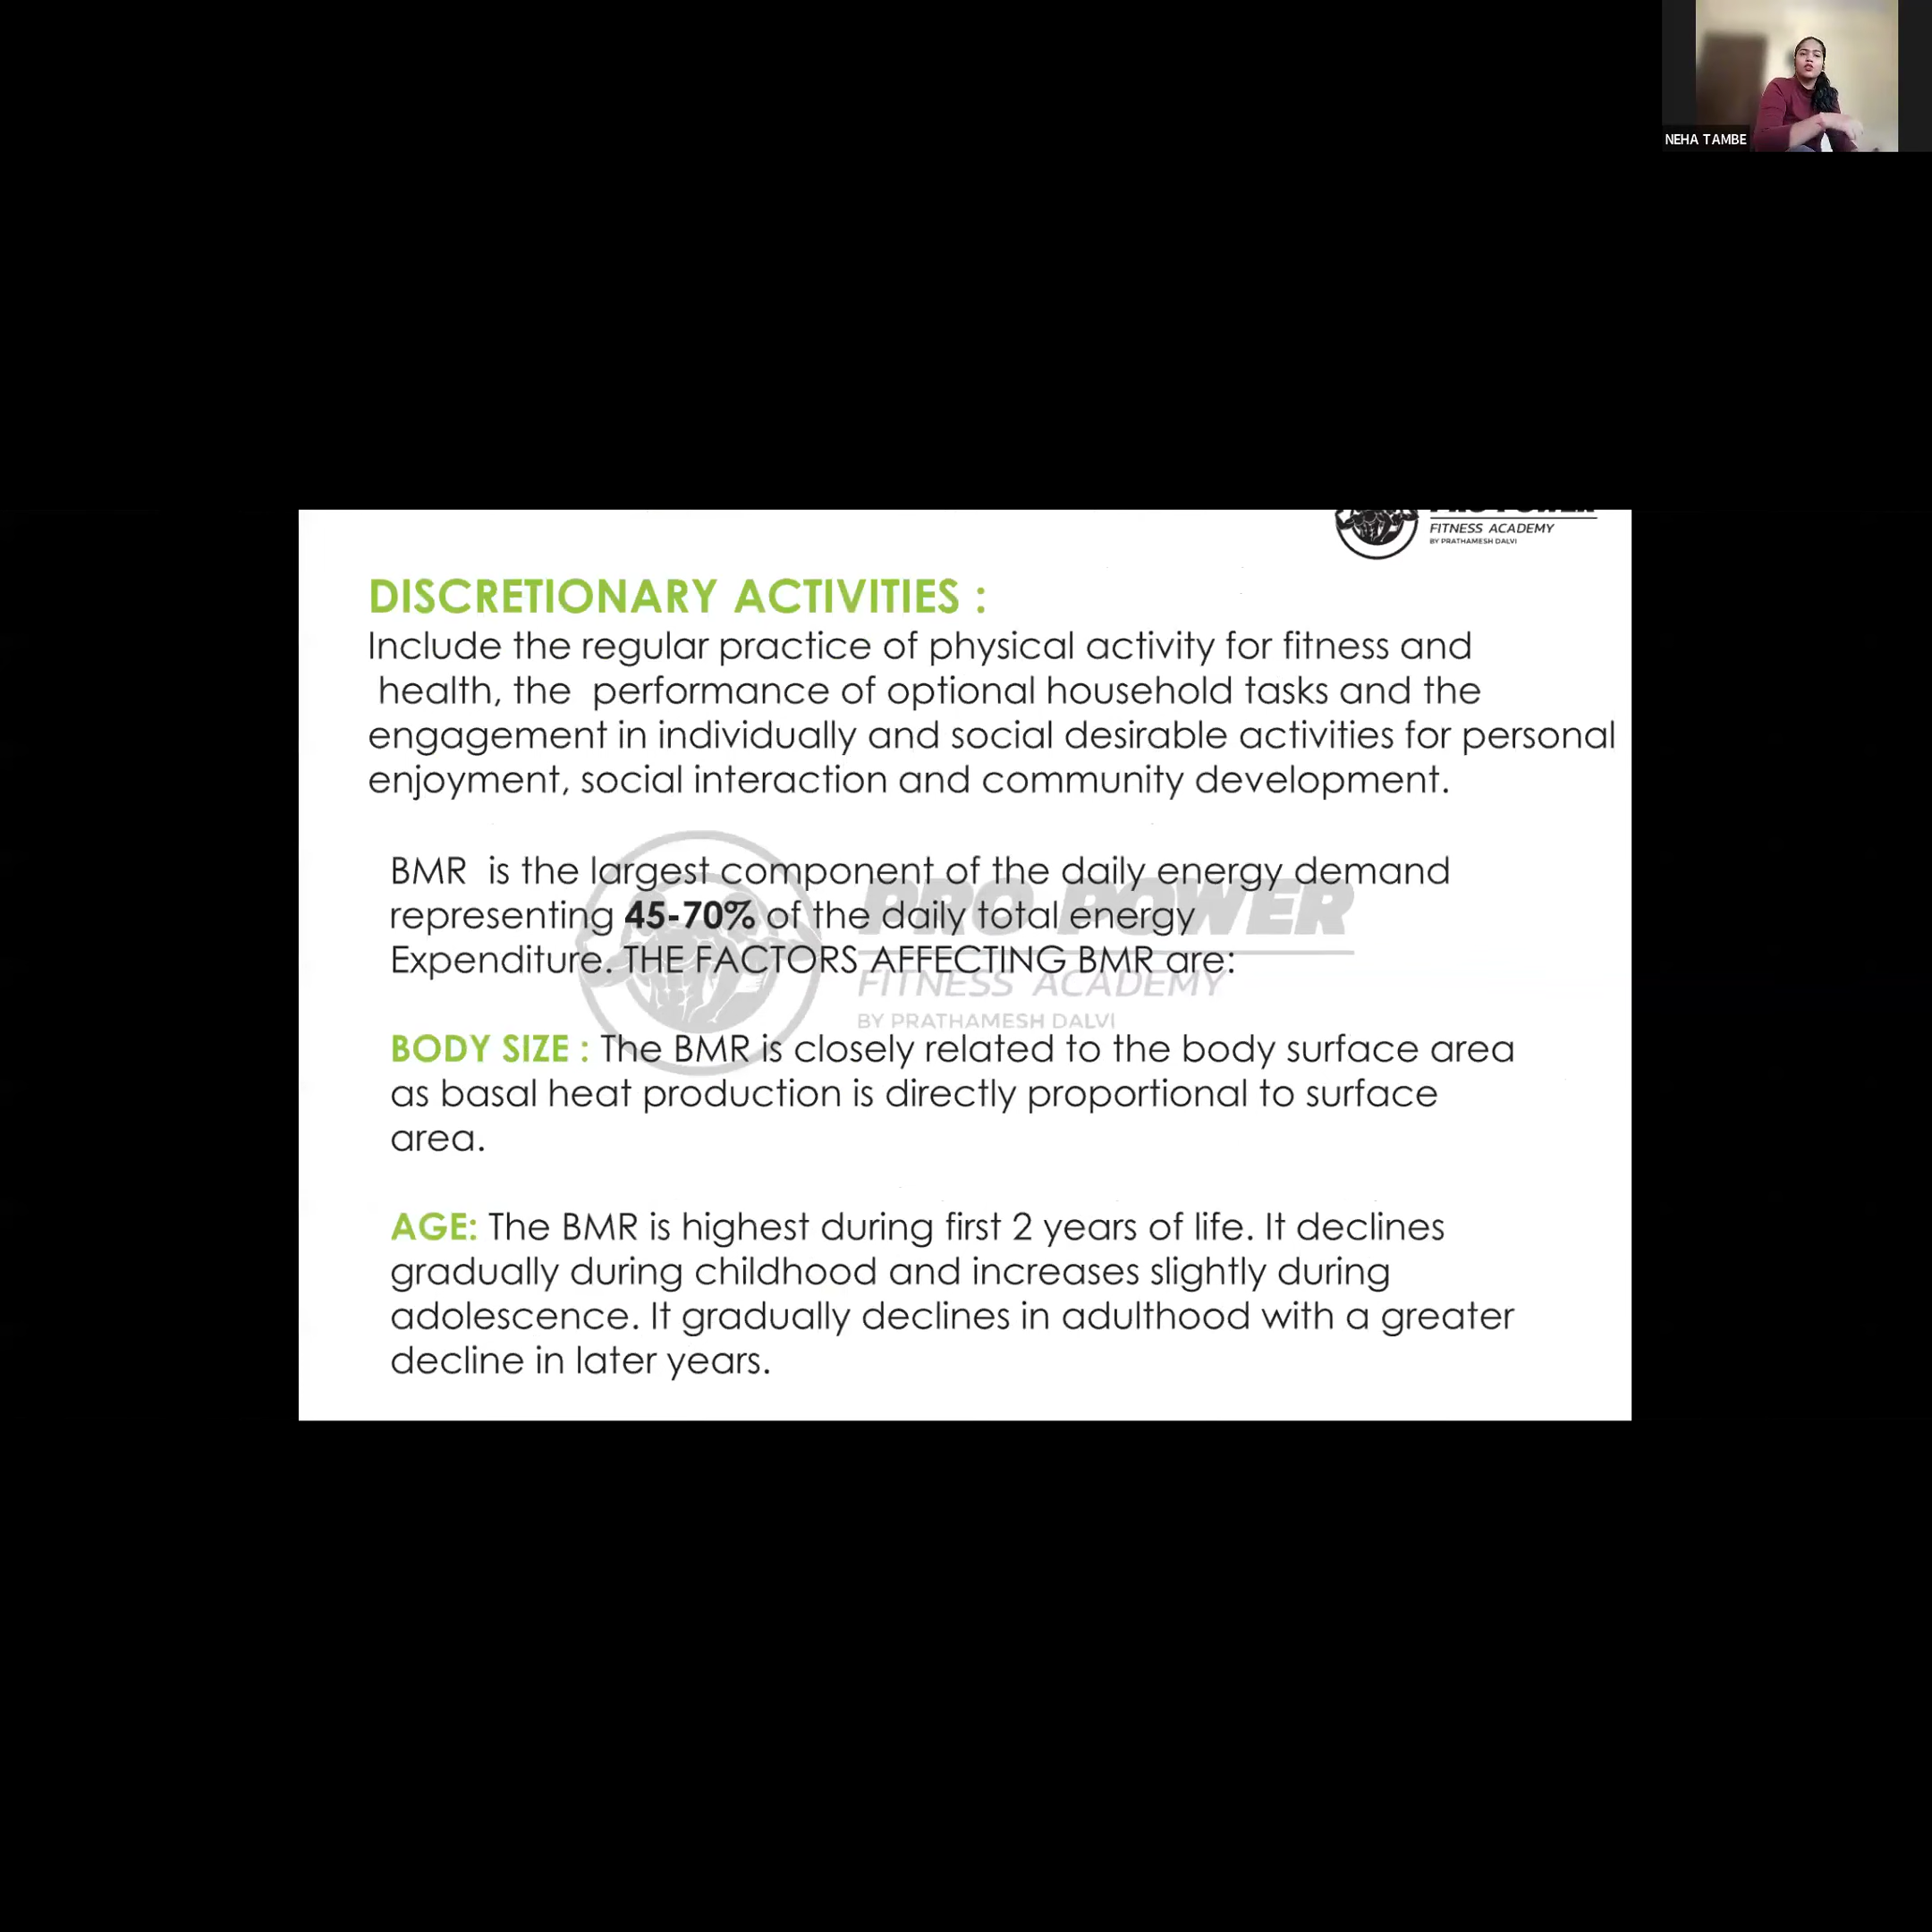 NEHA TAMBE
FITNESS ACADEMY
BY PRATHAMESH DALVI
DISCRETIONARY ACTIVITIES :
Include the regular practice of physical activity for fitness and
health, the performance of optional household tasks and the
engagement in individually and social desirable activities for personal
enjoyment, social interaction and community development.
BMR is the largest component of the daily energy demand
representing 45-70% of the daily total energy
Expenditure. THE FACTORS AFFECTING BMR are:
PRO POWER
FITNESS ACADEMY
BY PRATHAMESH DALVI
BODY SIZE : The BMR is closely related to the body surface area
as basal heat production is directly proportional to surface
area.
AGE: The BMR is highest during first 2 years of life. It declines
gradually during childhood and increases slightly during
adolescence. It gradually declines in adulthood with a greater
decline in later years.